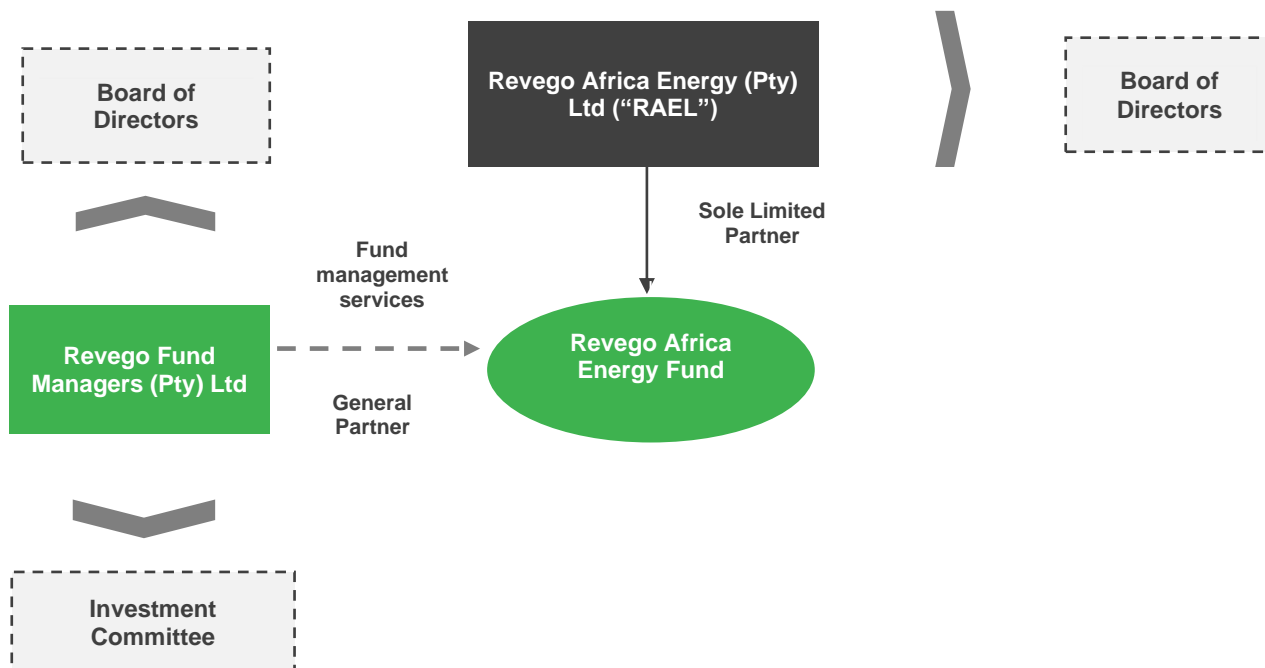 Board of
Directors
Revego Africa Energy (Pty)
Ltd (“RAEL”)
Board of
Directors
Sole Limited
Partner
Fund
management
services
Revego Fund
Managers (Pty) Ltd
Revego Africa
Energy Fund
General
Partner
Investment
Committee